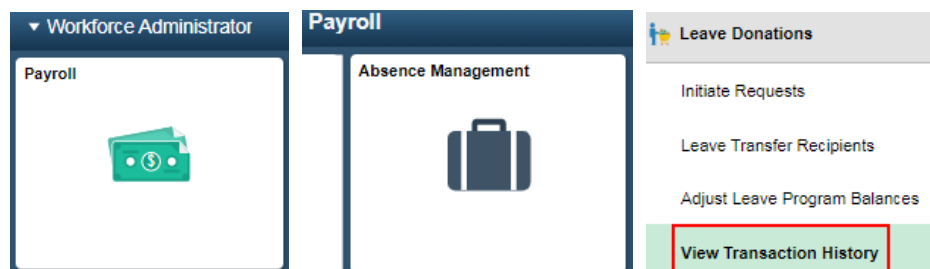 ▾ Workforce Administrator
Payroll
$
Payroll
Absence Management
Leave Donations
Initiate Requests
Leave Transfer Recipients
Adjust Leave Program Balances
View Transaction History